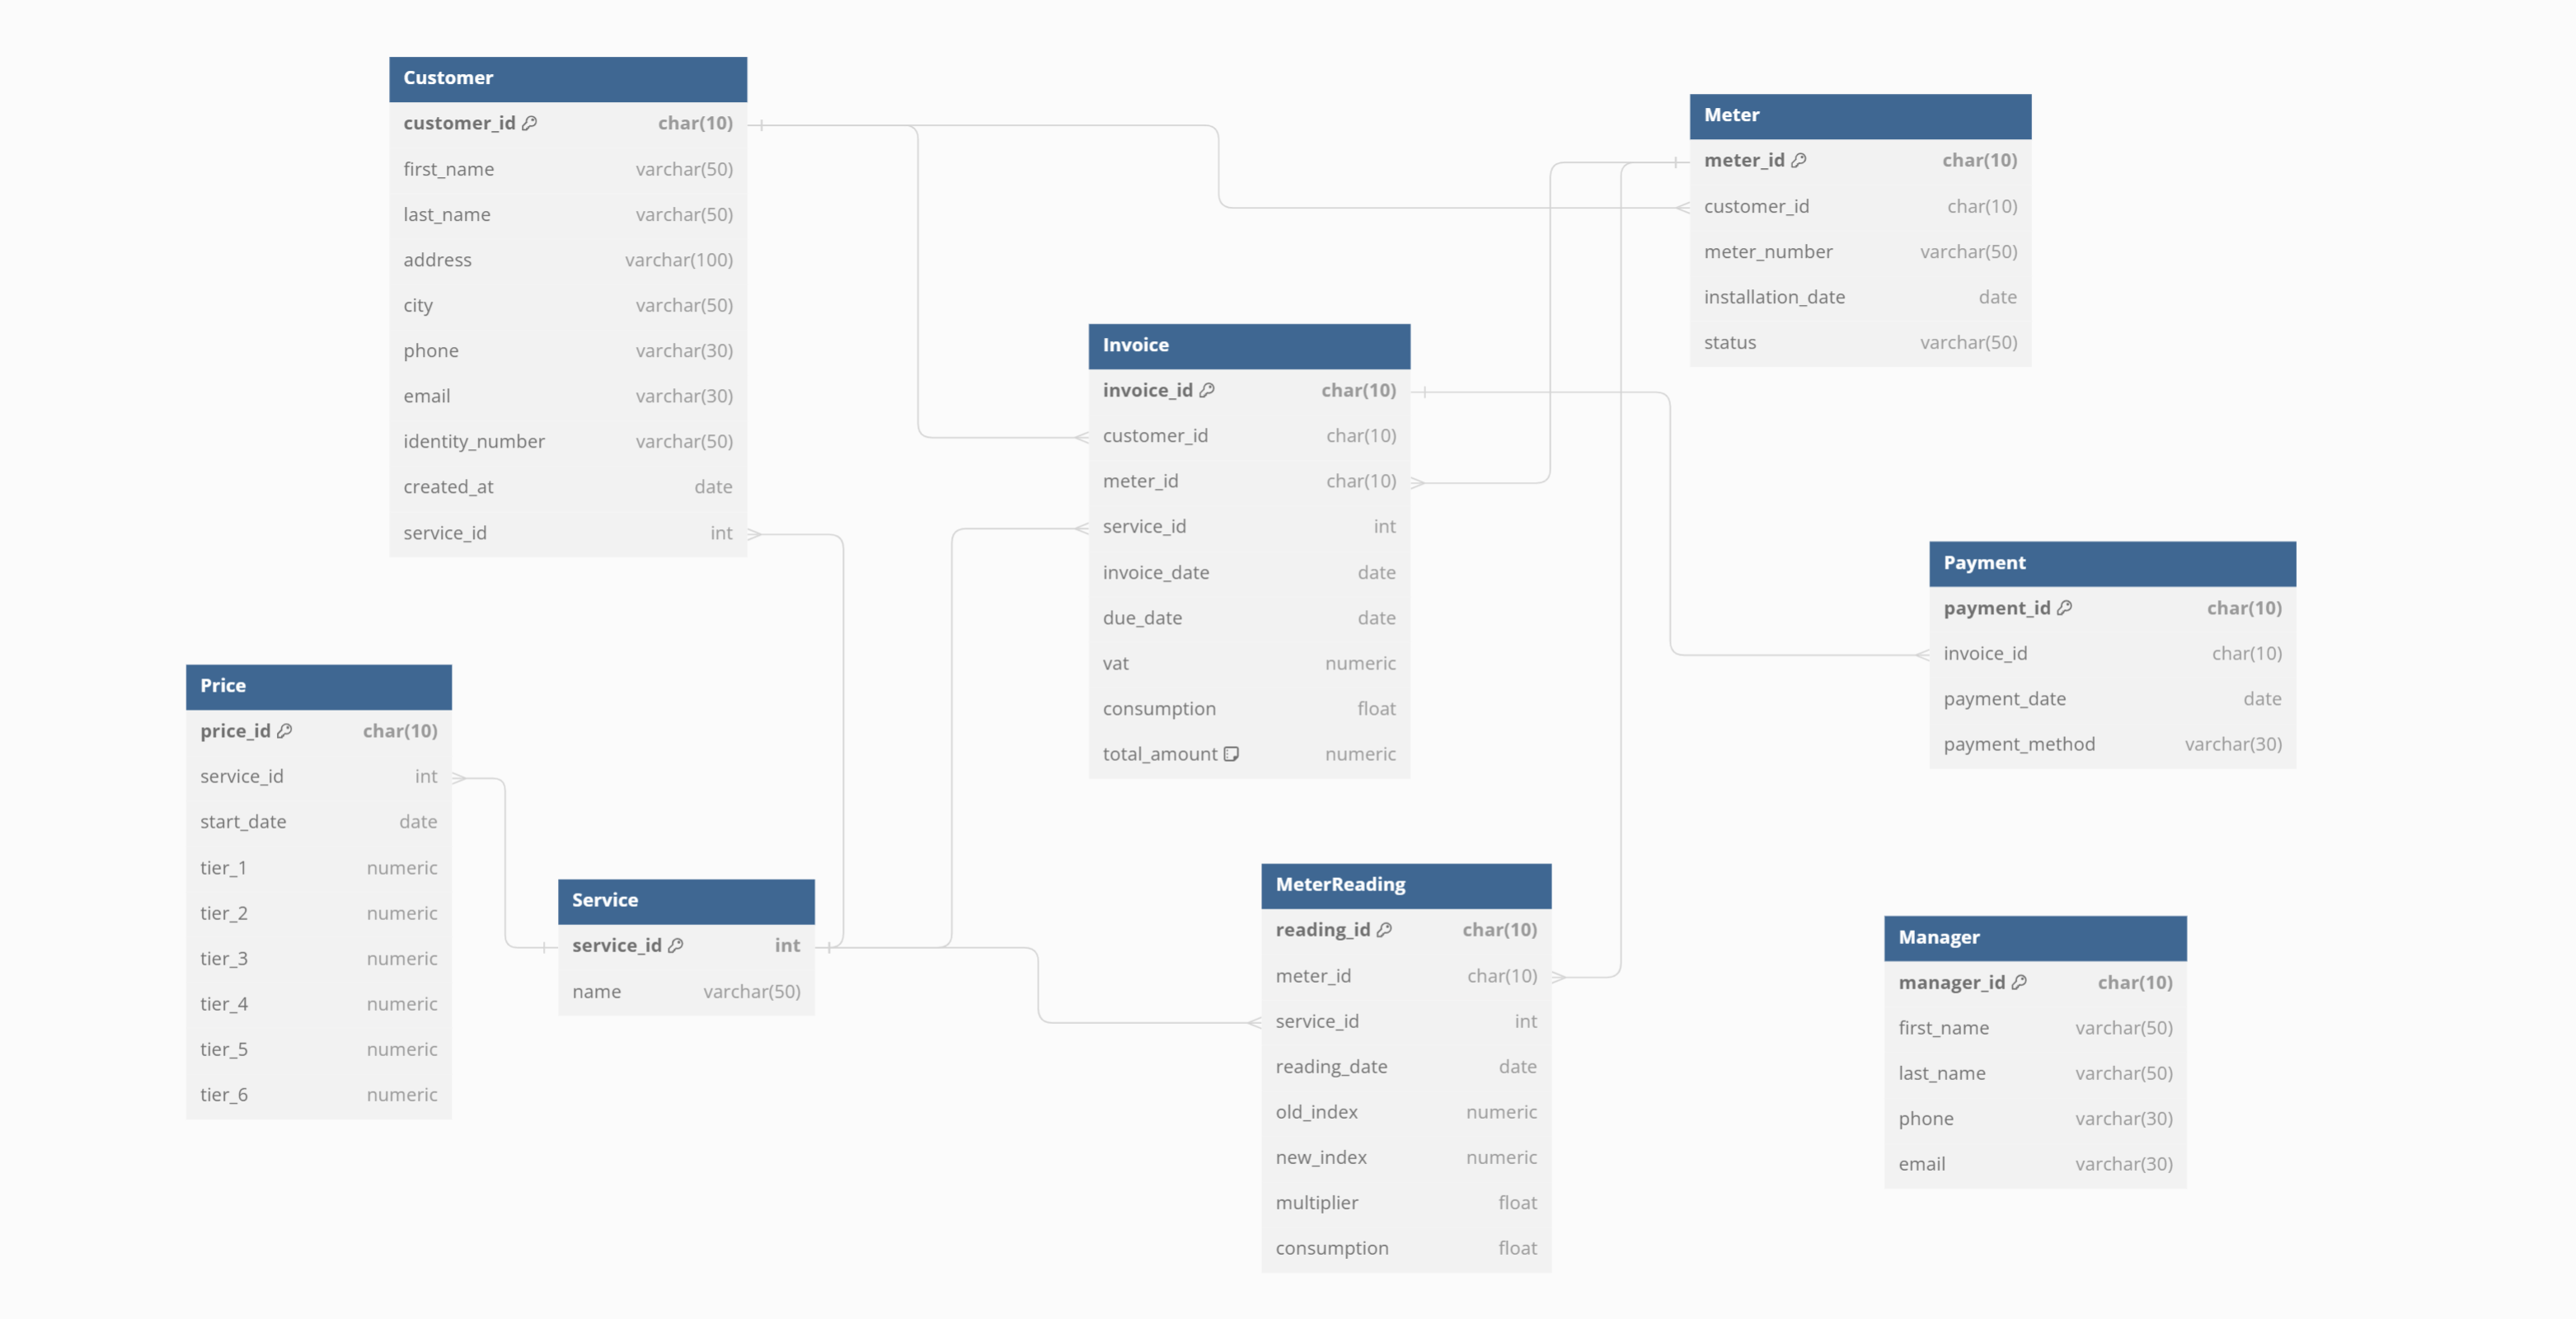 Customer
customer_id char(10)
first_name varchar(50)
last_name varchar(50)
address varchar(100)
city varchar(50)
phone varchar(30)
email varchar(30)
identity_number varchar(50)
created_at date
service_id int
Meter
meter_id char(10)
customer_id char(10)
meter_number varchar(50)
installation_date date
status varchar(50)
Invoice
invoice_id char(10)
customer_id char(10)
meter_id char(10)
service_id int
invoice_date date
due_date date
vat numeric
consumption float
total_amount numeric
Payment
payment_id char(10)
invoice_id char(10)
payment_date date
payment_method varchar(30)
Price
price_id char(10)
service_id int
start_date date
tier_1 numeric
tier_2 numeric
tier_3 numeric
tier_4 numeric
tier_5 numeric
tier_6 numeric
Service
service_id int
name varchar(50)
MeterReading
reading_id char(10)
meter_id char(10)
service_id int
reading_date date
old_index numeric
new_index numeric
multiplier float
consumption float
Manager
manager_id char(10)
first_name varchar(50)
last_name varchar(50)
phone varchar(30)
email varchar(30)